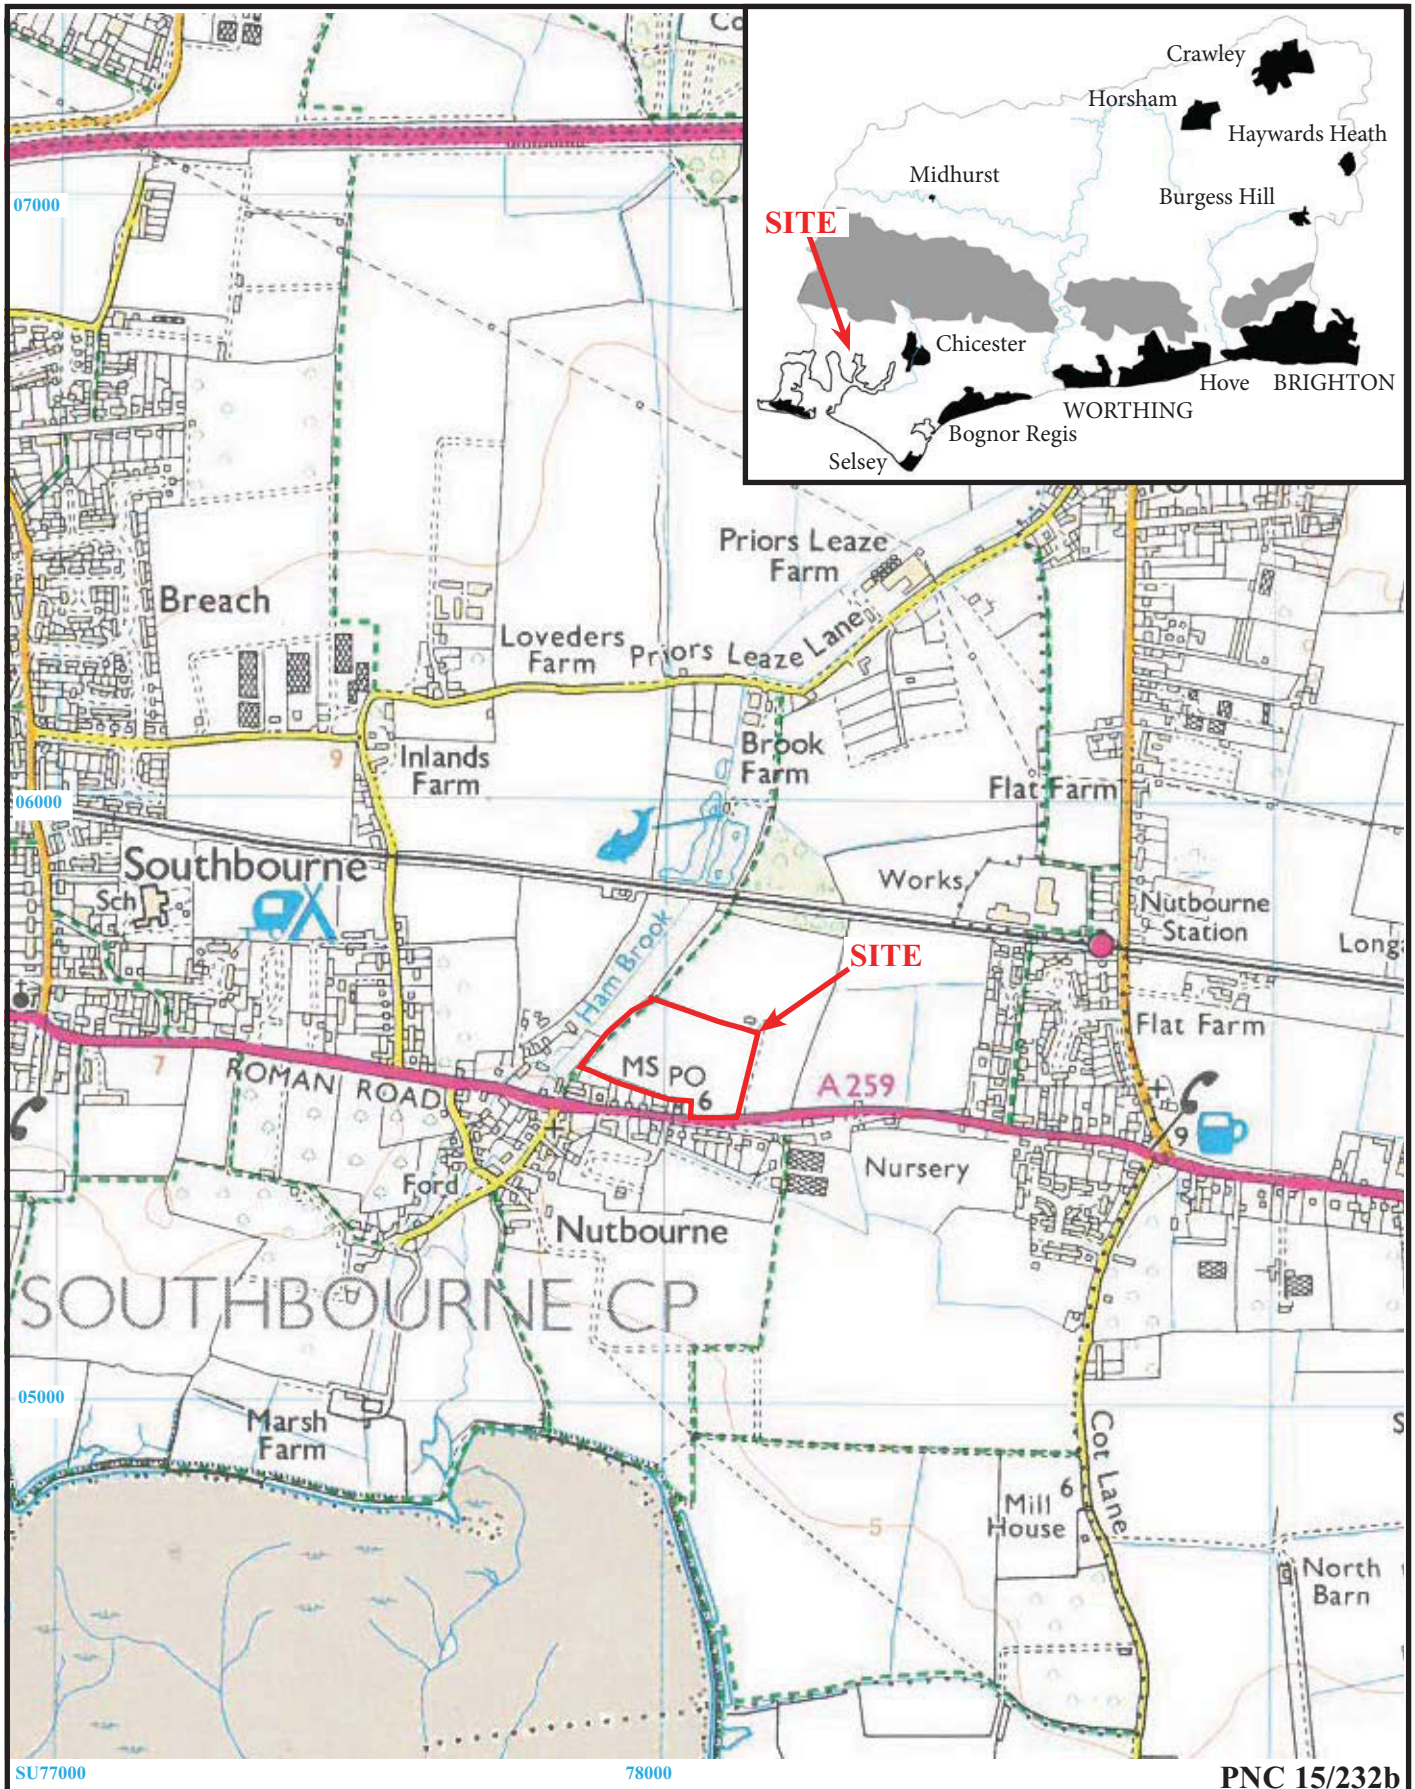 Crawley
Horsham
Haywards Heath
Midhurst
Burgess Hill
SITE
Chicester
Hove
BRIGHTON
WORTHING
Bognor Regis
Selsey
07000
Priors Leaze
Farm
Breach
Loveders
Farm
Priors Leaze Lane
Inlands
Farm
9
Brook
Farm
Flat Farm
06000
Southbourne
Sch
Works
Nutbourne
Station
Ham Brook
SITE
Flat Farm
MS
PO
6
A 259
7
ROMAN ROAD
9
Nursery
Ford
Nutbourne
SOUTHBOURNE CP
05000
Marsh
Farm
Cot Lane
6
Mill
House
5
North
Barn
SU77000
78000
PNC 15/232b